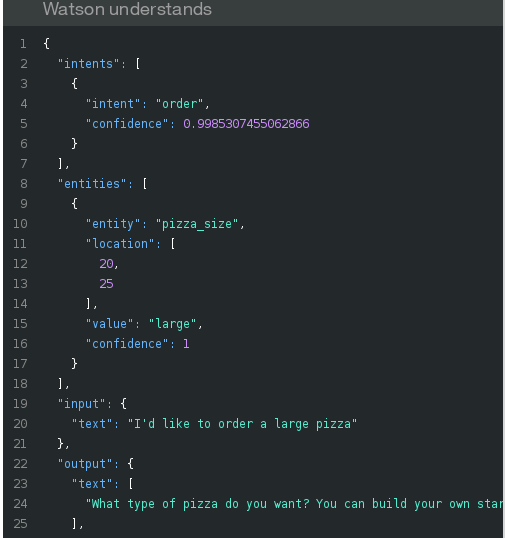 Watson understands
1 {
2 "intents": [
3 {
4 "intent": "order",
5 "confidence": 0.9985307455062866
6 }
7 ],
8 "entities": [
9 {
10 "entity": "pizza_size",
11 "location": [
12 20,
13 25
14 ],
15 "value": "large",
16 "confidence": 1
17 }
18 ],
19 "input": {
20 "text": "I'd like to order a large pizza"
21 },
22 "output": {
23 "text": [
24 "What type of pizza do you want? You can build your own
25 ],